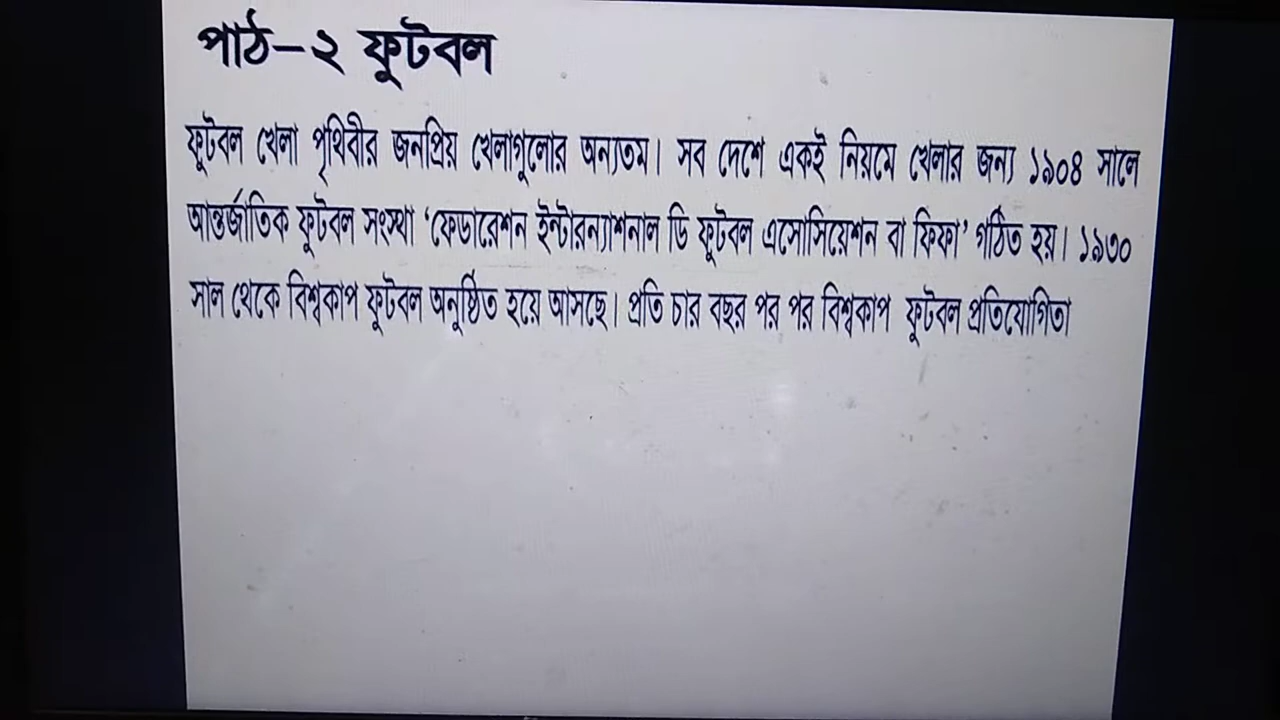 পাঠ-২ ফুটবল
ফুটবল খেলা পৃথিবীর জনপ্রিয় খেলাগুলোর অন্যতম। সব দেশে একই নিয়মে খেলার জন্য ১৯০৪ সালে
আন্তর্জাতিক ফুটবল সংস্থা ‘ফেডারেশন ইন্টারন্যাশনাল ডি ফুটবল এসোসিয়েশন বা ফিফা’ গঠিত হয়। ১৯৩০
সাল থেকে বিশ্বকাপ ফুটবল অনুষ্ঠিত হয়ে আসছে। প্রতি চার বছর পর পর বিশ্বকাপ ফুটবল প্রতিযোগিতা